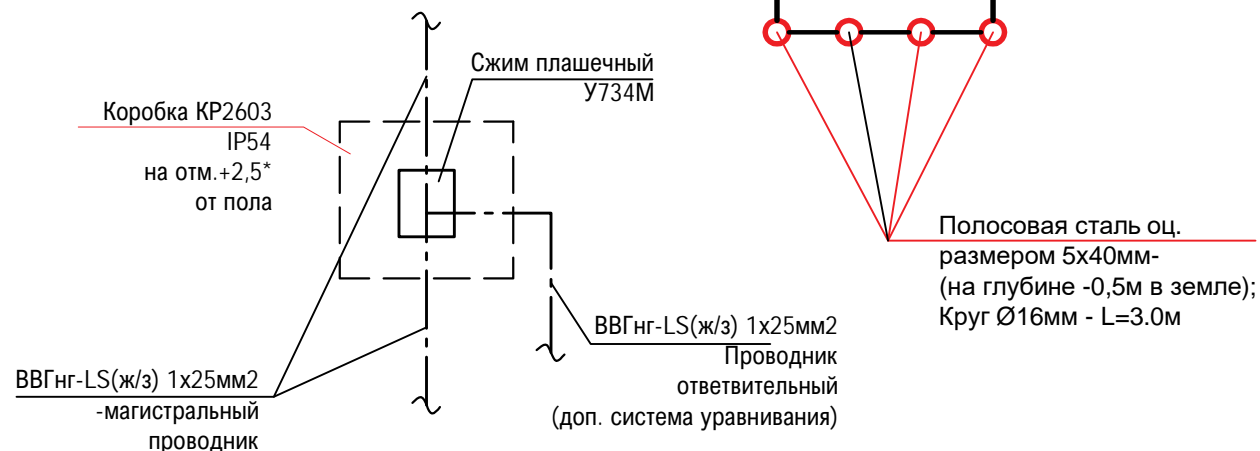 Сжим плашечный
У734М
Коробка КР2603
IP54
на отм.+2,5*
от пола
Полосовая сталь оц.
размером 5х40мм-
(на глубине -0,5м в земле);
Круг Ø16мм - L=3.0м
ВВГнг-LS(ж/з) 1х25мм2
Проводник
ответвительный
(доп. система уравнивания)
ВВГнг-LS(ж/з) 1х25мм2
-магистральный
проводник